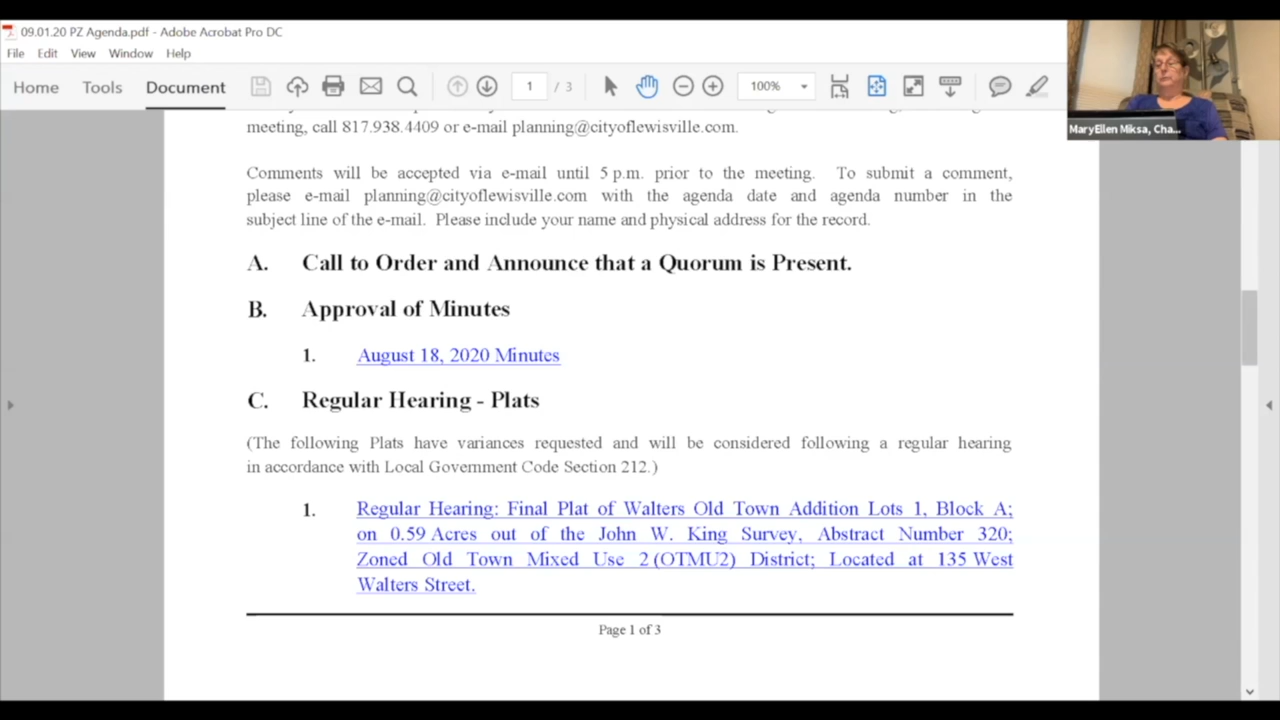 09.01.20 PZ Agenda.pdf - Adobe Acrobat Pro DC
File Edit View Window Help
Home Tools Document 1 / 3 100%
MaryEllen Miksa, Cha...
meeting, call 817.938.4409 or e-mail planning@cityoflewisville.com.
Comments will be accepted via e-mail until 5 p.m. prior to the meeting. To submit a comment,
please e-mail planning@cityoflewisville.com with the agenda date and agenda number in the
subject line of the e-mail. Please include your name and physical address for the record.
A. Call to Order and Announce that a Quorum is Present.
B. Approval of Minutes
1. August 18, 2020 Minutes
C. Regular Hearing - Plats
(The following Plats have variances requested and will be considered following a regular hearing
in accordance with Local Government Code Section 212.)
1. Regular Hearing: Final Plat of Walters Old Town Addition Lots 1, Block A;
on 0.59 Acres out of the John W. King Survey, Abstract Number 320;
Zoned Old Town Mixed Use 2 (OTMU2) District; Located at 135 West
Walters Street.
Page 1 of 3